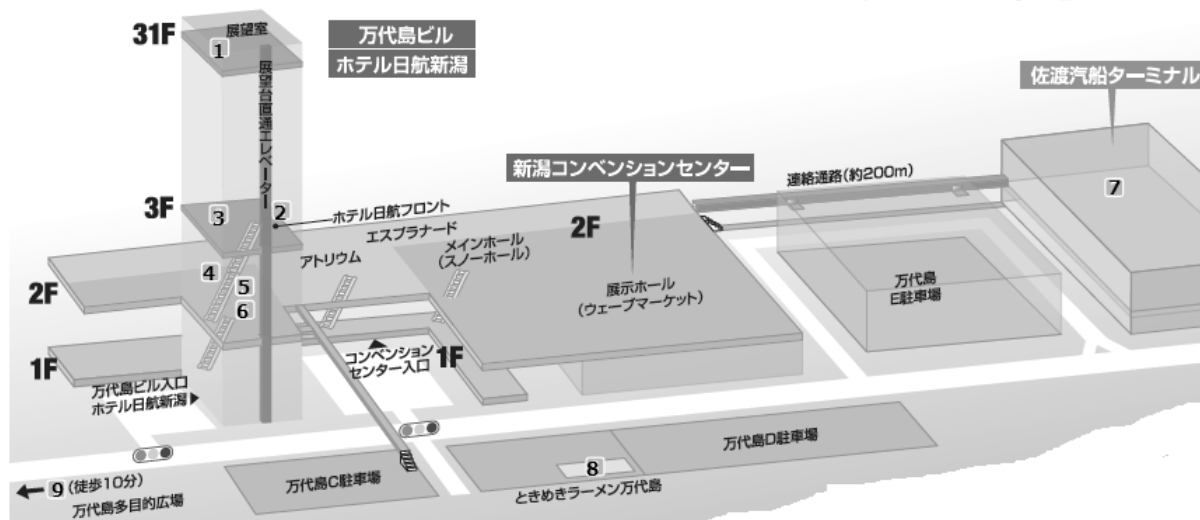 31F
展望室
1
万代島ビル
ホテル日航新潟
展望台直通エレベーター
佐渡汽船ターミナル
新潟コンベンションセンター
連絡通路(約200m)
7
3F
3
2
ホテル日航フロント
エスプラナード
2F
アトリウム
メインホール
(スノーホール)
4
5
6
展示ホール
(ウェーブマーケット)
万代島
E駐車場
2F
1F
コンベンション
センター入口
1F
万代島ビル入口
ホテル日航新潟
万代島D駐車場
8
ときめきラーメン万代島
万代島C駐車場
9 (徒歩10分)
万代島多目的広場